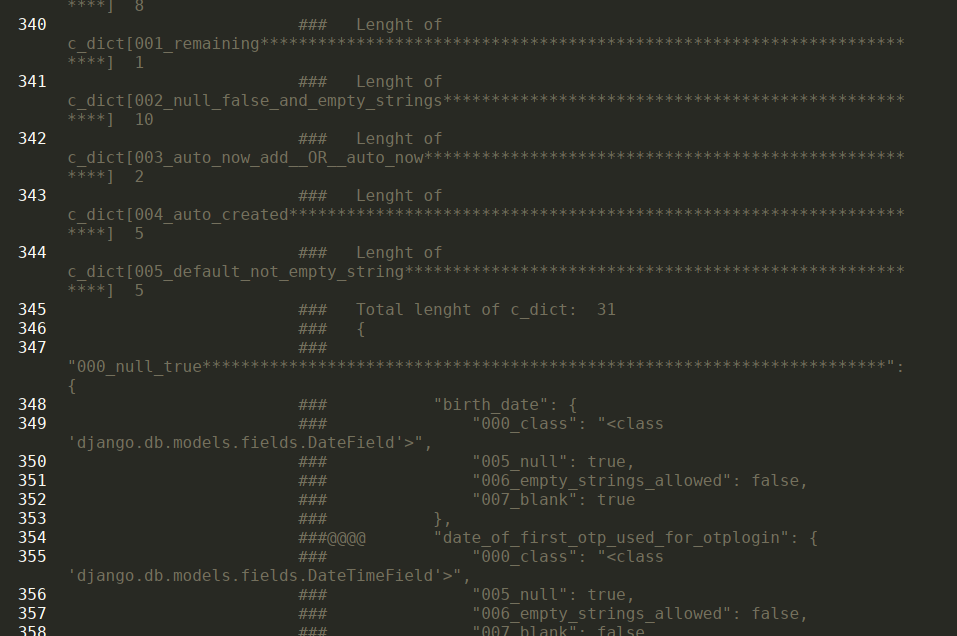 ****]  8
340 ###   Lenght of
c_dict[001_remaining*******************************************************************
****]  1
341 ###   Lenght of
c_dict[002_null_false_and_empty_strings************************************************
****]  10
342 ###   Lenght of
c_dict[003_auto_now_add__OR__auto_now**************************************************
****]  2
343 ###   Lenght of
c_dict[004_auto_created****************************************************************
****]  5
344 ###   Lenght of
c_dict[005_default_not_empty_string****************************************************
****]  5
345 ###   Total lenght of c_dict:  31
346 ###   {
347 ###
"000_null_true***********************************************************************":
{
348 ###           "birth_date": {
349 ###               "000_class": "<class
'django.db.models.fields.DateField'>",
350 ###               "005_null": true,
351 ###               "006_empty_strings_allowed": false,
352 ###               "007_blank": true
353 ###           },
354 ###@@@@       "date_of_first_otp_used_for_otplogin": {
355 ###               "000_class": "<class
'django.db.models.fields.DateTimeField'>",
356 ###               "005_null": true,
357 ###               "006_empty_strings_allowed": false,
358 ###               "007_blank": false